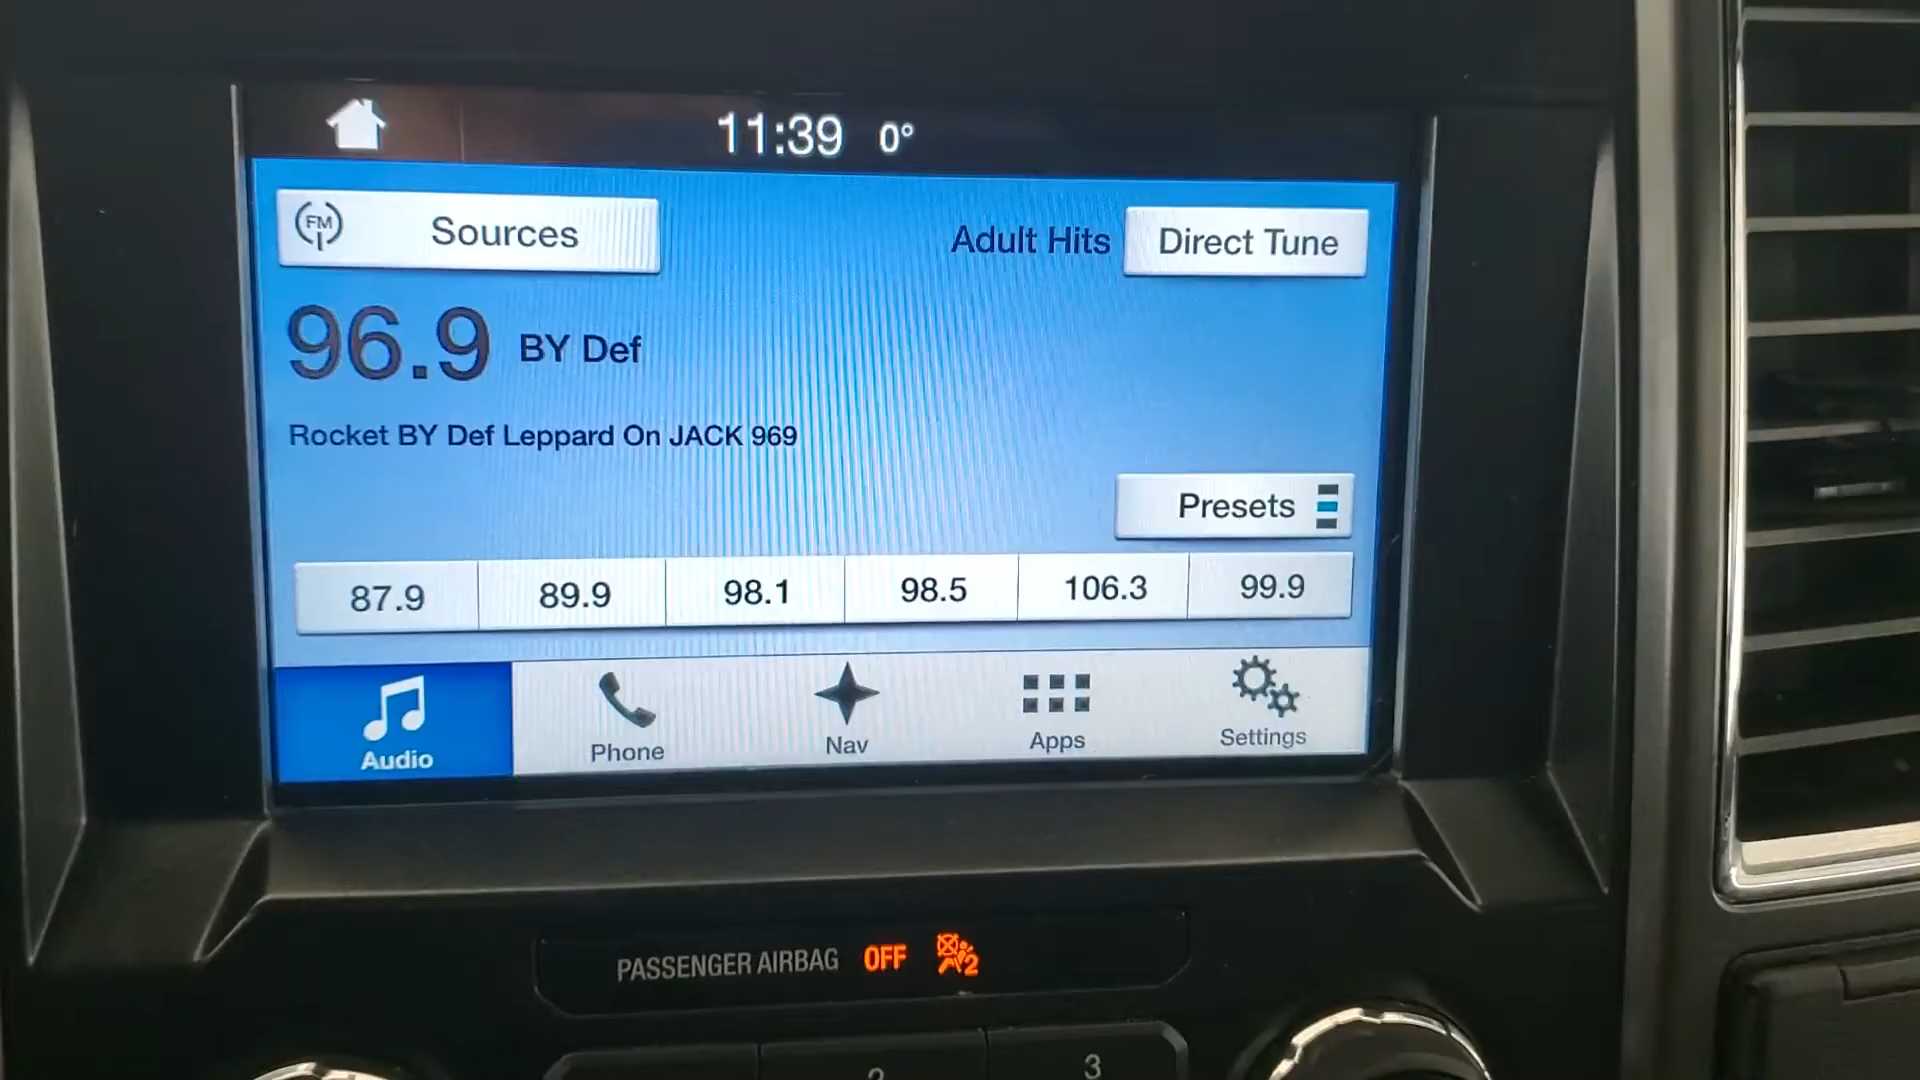 11:39 0°
FM Sources
Adult Hits
Direct Tune
96.9 BY Def
Rocket BY Def Leppard On JACK 969
Presets
87.9 89.9 98.1 98.5 106.3 99.9
Audio Phone Nav Apps Settings
PASSENGER AIRBAG OFF 2
2 3